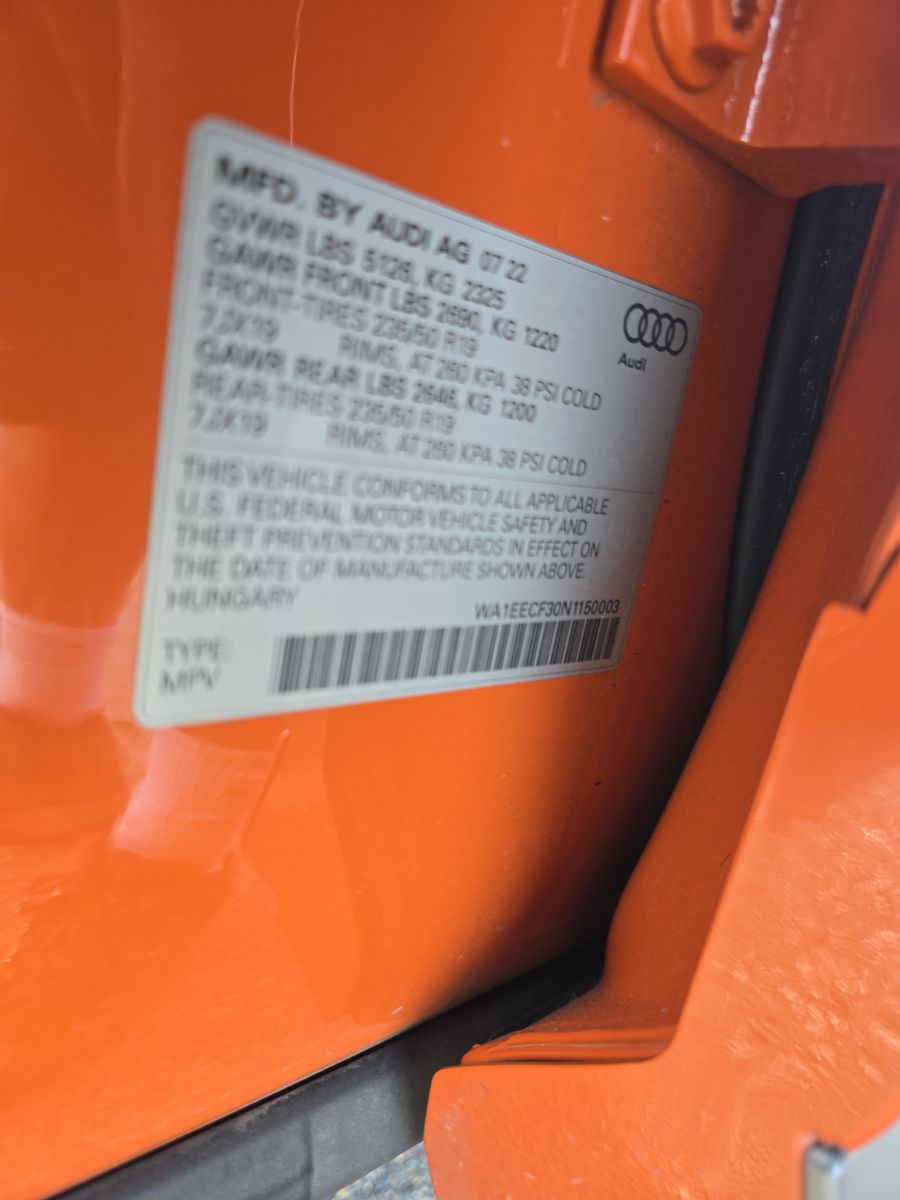 MFD. BY AUDI AG 07 22
GVWR LBS 5126, KG 2325
GAWR FRONT LBS 2690, KG 1220
FRONT-TIRES 235/50 R19
7.0X19 RIMS, AT 260 KPA 38 PSI COLD
GAWR REAR LBS 2646, KG 1200
REAR-TIRES 235/50 R19
7.0X19 RIMS, AT 260 KPA 38 PSI COLD
Audi
THIS VEHICLE CONFORMS TO ALL APPLICABLE
U.S. FEDERAL MOTOR VEHICLE SAFETY AND
THEFT PREVENTION STANDARDS IN EFFECT ON
THE DATE OF MANUFACTURE SHOWN ABOVE.
HUNGARY WA1EECF30N1150003
TYPE:
MPV